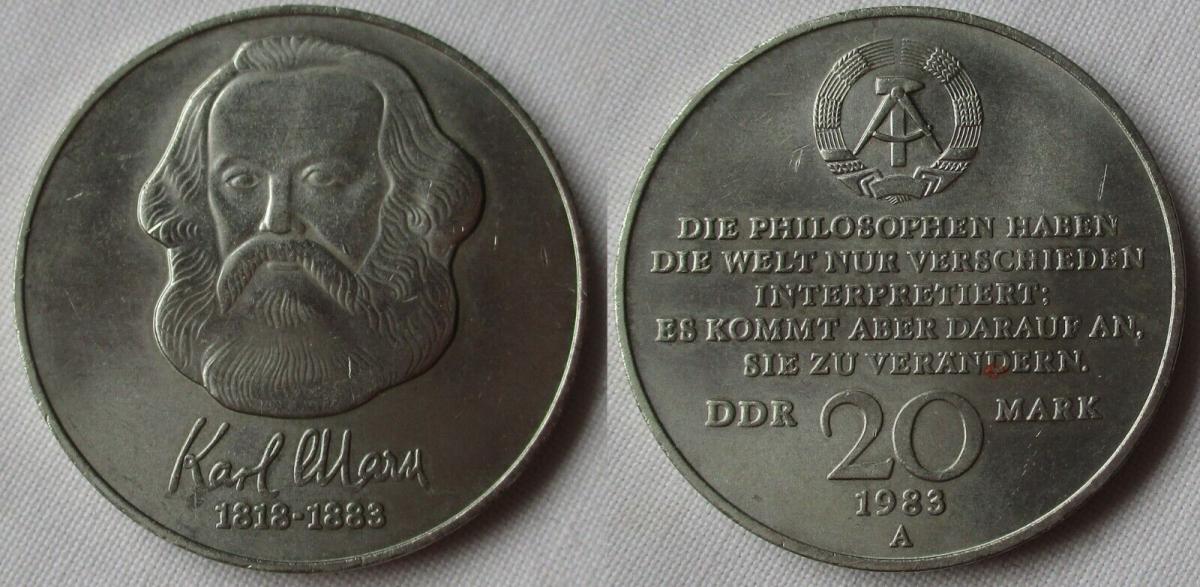 Karl Marx
1818-1883
DIE PHILOSOPHEN HABEN
DIE WELT NUR VERSCHIEDEN
INTERPRETIERT;
ES KOMMT ABER DARAUF AN,
SIE ZU VERÄNDERN.
DDR 20 MARK
1983
A